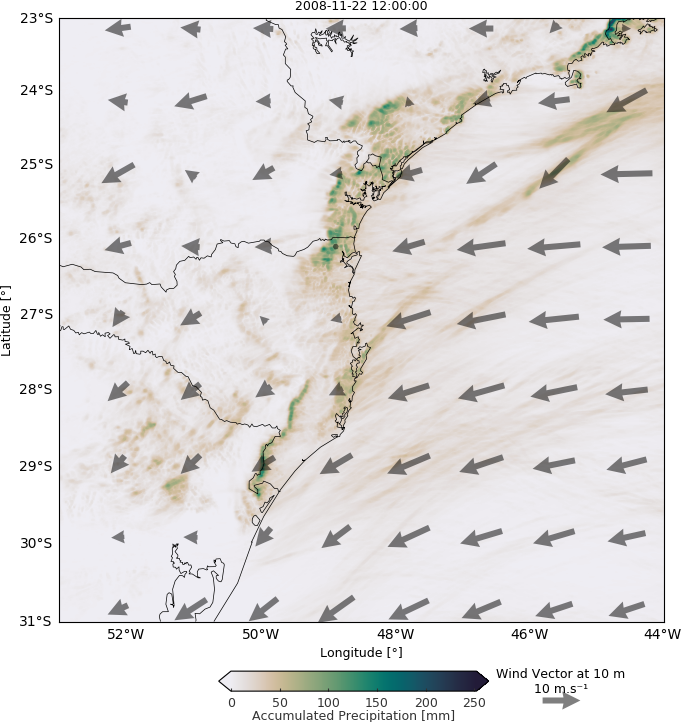 2008-11-22 12:00:00
23°S
24°S
25°S
26°S
27°S
28°S
29°S
30°S
31°S
Latitude [°]
52°W 50°W 48°W 46°W 44°W
Longitude [°]
0 50 100 150 200 250
Accumulated Precipitation [mm]
Wind Vector at 10 m
10 m.s⁻¹